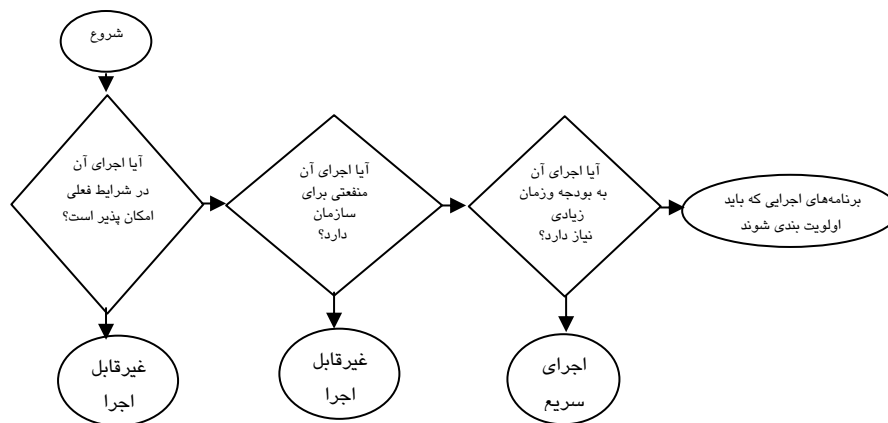 شروع
آیا اجرای آن
در شرایط فعلی
امکان پذیر است؟
آیا اجرای آن
منفعتی برای
سازمان
دارد؟
آیا اجرای آن
به بودجه وزمان
زیادی
نیاز دارد؟
برنامه‌های اجرایی که باید
اولویت بندی شوند
غیرقابل
اجرا
غیرقابل
اجرا
اجرای
سریع